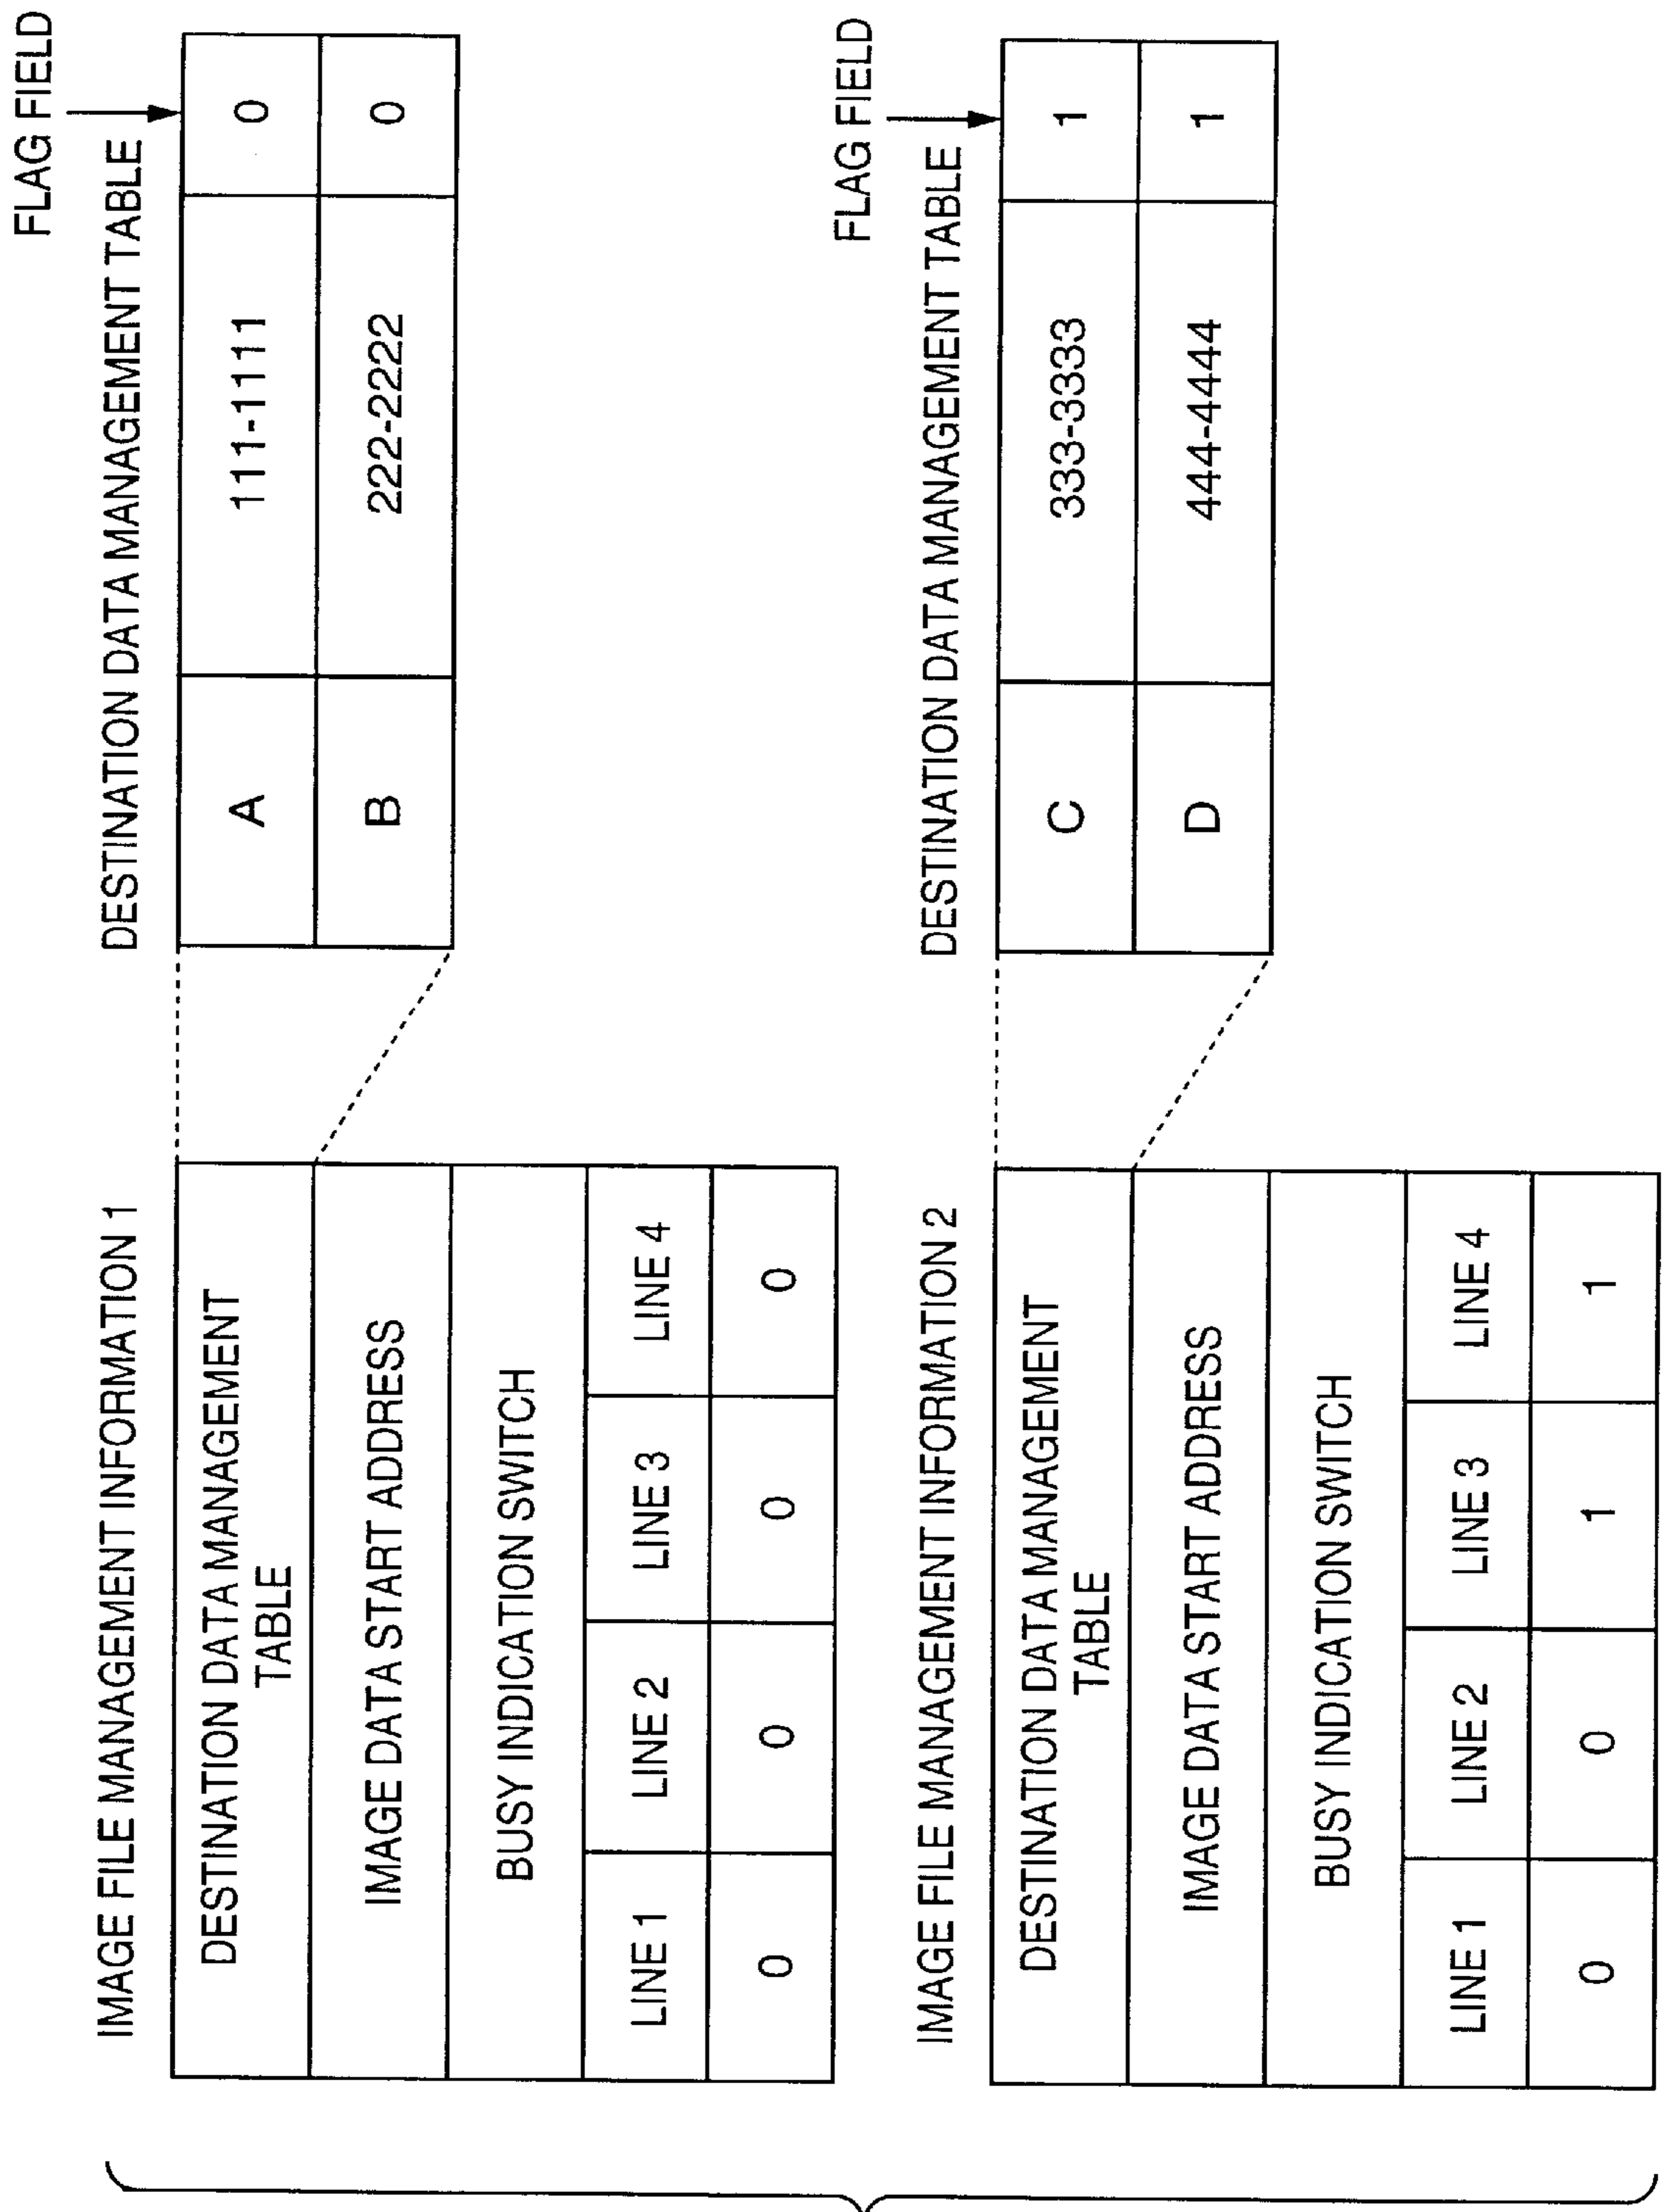 IMAGE FILE MANAGEMENT INFORMATION 1
DESTINATION DATA MANAGEMENT
TABLE
IMAGE DATA START ADDRESS
BUSY INDICATION SWITCH
LINE 1 LINE 2 LINE 3 LINE 4
0 0 0 0
FLAG FIELD
DESTINATION DATA MANAGEMENT TABLE
A 111-1111 0
B 222-2222 0
IMAGE FILE MANAGEMENT INFORMATION 2
DESTINATION DATA MANAGEMENT
TABLE
IMAGE DATA START ADDRESS
BUSY INDICATION SWITCH
LINE 1 LINE 2 LINE 3 LINE 4
0 0 1 1
FLAG FIELD
DESTINATION DATA MANAGEMENT TABLE
C 333-3333 1
D 444-4444 1